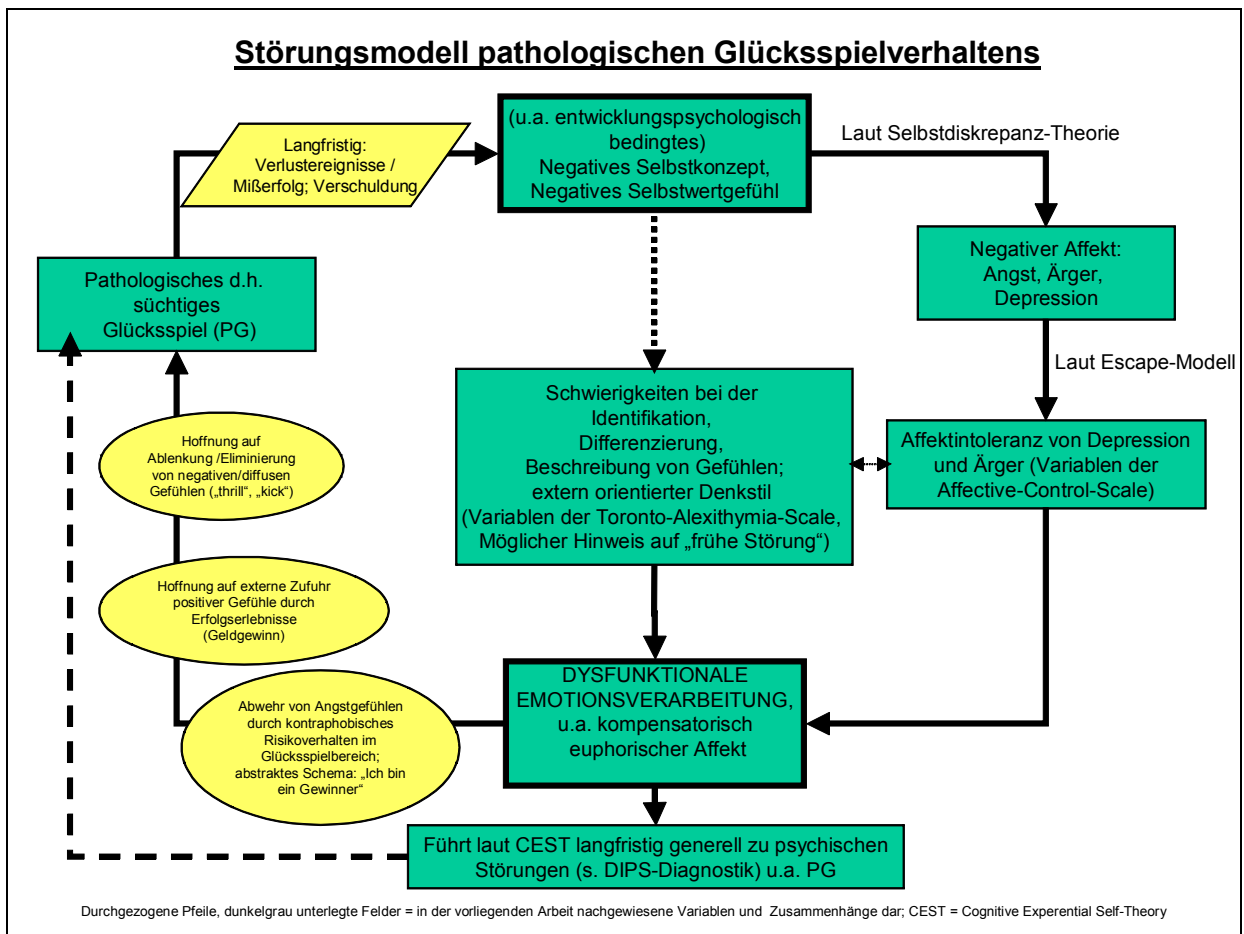 Störungsmodell pathologischen Glücksspielverhaltens
Langfristig:
Verlustereignisse /
Mißerfolg; Verschuldung
(u.a. entwicklungspsychologisch
bedingtes)
Negatives Selbstkonzept,
Negatives Selbstwertgefühl
Laut Selbstdiskrepanz-Theorie
Negativer Affekt:
Angst, Ärger,
Depression
Pathologisches d.h.
süchtiges
Glücksspiel (PG)
Laut Escape-Modell
Schwierigkeiten bei der
Identifikation,
Differenzierung,
Beschreibung von Gefühlen;
extern orientierter Denkstil
(Variablen der Toronto-Alexithymia-Scale,
Möglicher Hinweis auf „frühe Störung“)
Affektintoleranz von Depression
und Ärger (Variablen der
Affective-Control-Scale)
Hoffnung auf
Ablenkung /Eliminierung
von negativen/diffusen
Gefühlen („thrill“, „kick“)
Hoffnung auf externe Zufuhr
positiver Gefühle durch
Erfolgserlebnisse
(Geldgewinn)
Abwehr von Angstgefühlen
durch kontraphobisches
Risikoverhalten im
Glücksspielbereich;
abstraktes Schema: „Ich bin
ein Gewinner“
DYSFUNKTIONALE
EMOTIONSVERARBEITUNG,
u.a. kompensatorisch
euphorischer Affekt
Führt laut CEST langfristig generell zu psychischen
Störungen (s. DIPS-Diagnostik) u.a. PG
Durchgezogene Pfeile, dunkelgrau unterlegte Felder = in der vorliegenden Arbeit nachgewiesene Variablen und Zusammenhänge dar; CEST = Cognitive Experential Self-Theory